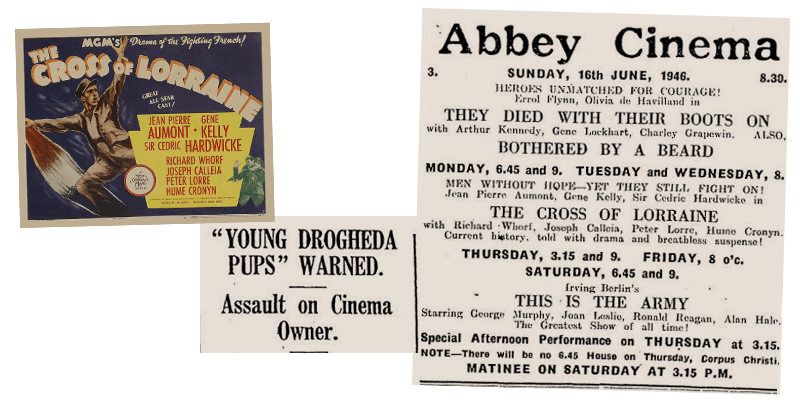 MGM's Drama of the Fighting French!
THE
CROSS OF LORRAINE
GREAT
ALL STAR
CAST!
JEAN PIERRE GENE
AUMONT · KELLY
SIR CEDRIC HARDWICKE
RICHARD WHORF
JOSEPH CALLEIA
PETER LORRE
HUME CRONYN
"YOUNG DROGHEDA
PUPS" WARNED.
Assault on Cinema
Owner.
Abbey Cinema
3. SUNDAY, 16th JUNE, 1946. 8.30.
HEROES UNMATCHED FOR COURAGE!
Errol Flynn, Olivia de Havilland in
THEY DIED WITH THEIR BOOTS ON
with Arthur Kennedy, Gene Lockhart, Charley Grapewin. ALSO,
BOTHERED BY A BEARD
MONDAY, 6.45 and 9. TUESDAY and WEDNESDAY, 8.
MEN WITHOUT HOPE—YET THEY STILL FIGHT ON!
Jean Pierre Aumont, Gene Kelly, Sir Cedric Hardwicke in
THE CROSS OF LORRAINE
with Richard Whorf, Joseph Calleia, Peter Lorre, Hume Cronyn.
Current history, told with drama and breathless suspense!
THURSDAY, 3.15 and 9. FRIDAY, 8 o'c.
SATURDAY, 6.45 and 9.
Irving Berlin's
THIS IS THE ARMY
Starring George Murphy, Joan Leslie, Ronald Reagan, Alan Hale.
The Greatest Show of all time!
Special Afternoon Performance on THURSDAY at 3.15.
NOTE—There will be no 6.45 House on Thursday, Corpus Christi.
MATINEE ON SATURDAY AT 3.15 P.M.